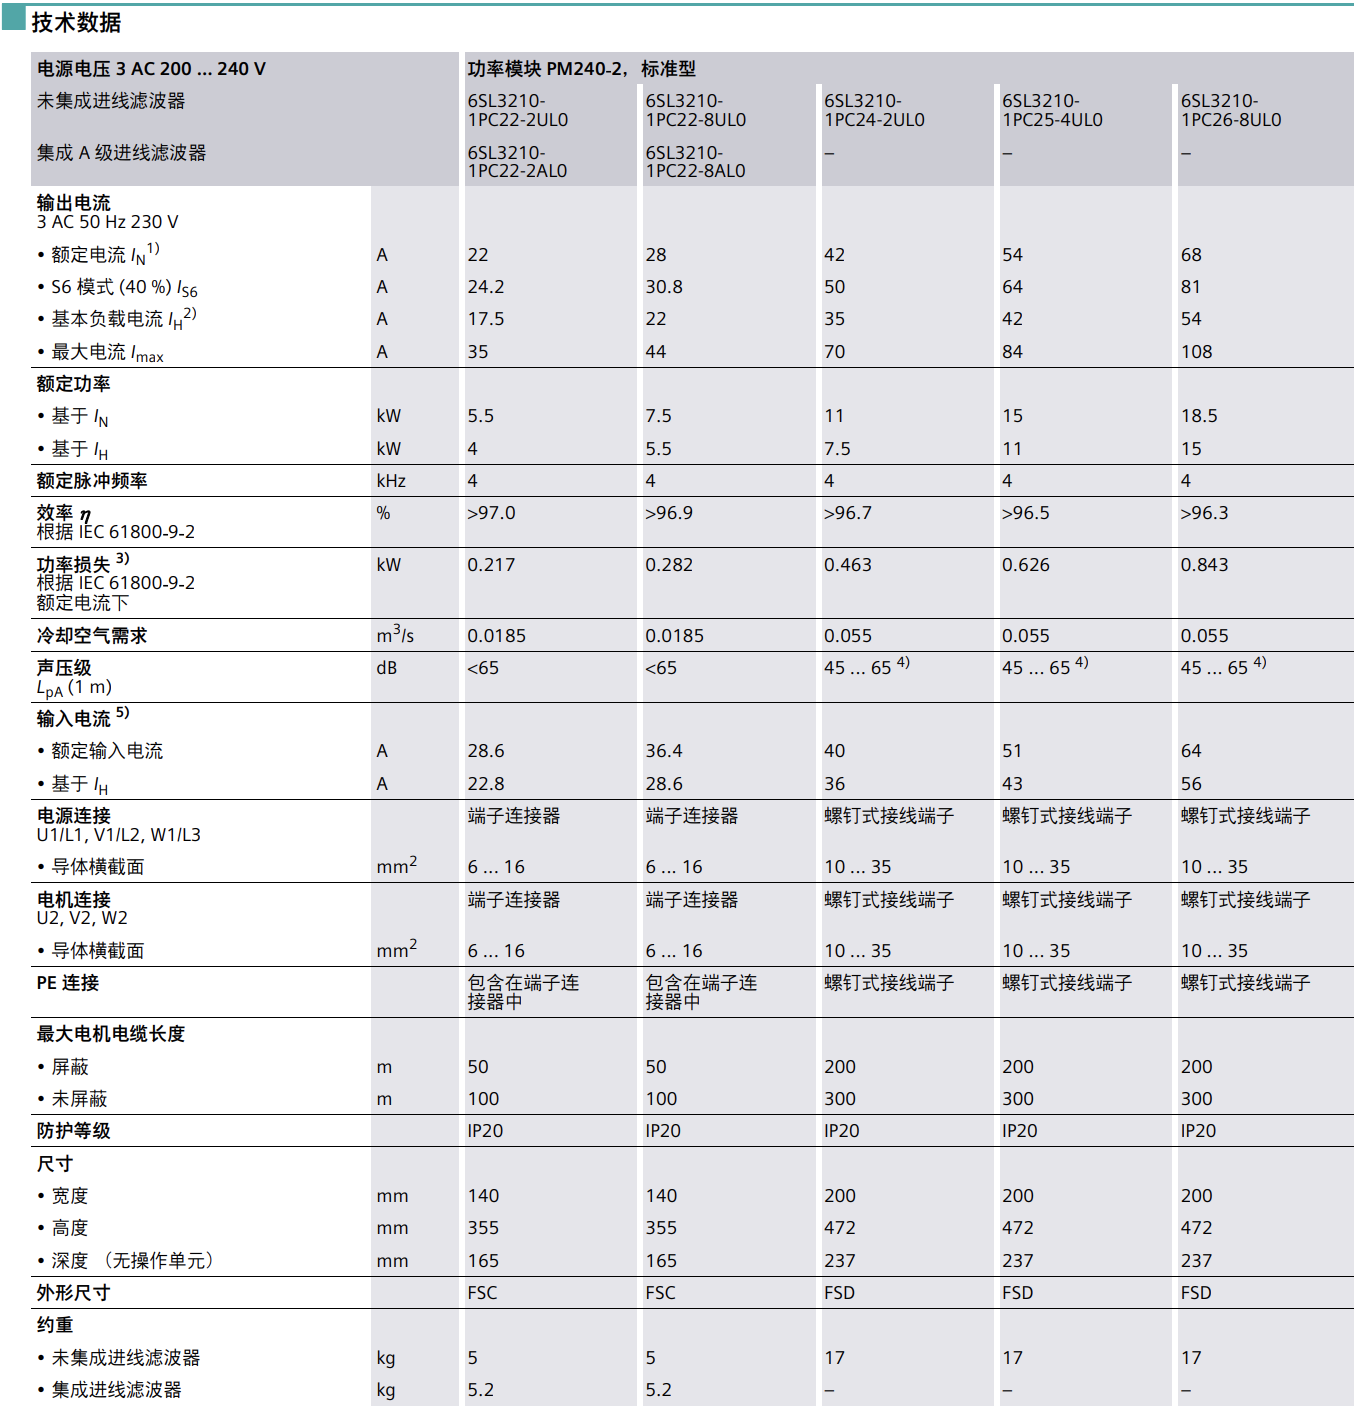 技术数据
电源电压 3 AC 200 ... 240 V 功率模块 PM240-2，标准型
未集成进线滤波器 6SL3210-1PC22-2UL0 6SL3210-1PC22-8UL0 6SL3210-1PC24-2UL0 6SL3210-1PC25-4UL0 6SL3210-1PC26-8UL0
集成 A 级进线滤波器 6SL3210-1PC22-2AL0 6SL3210-1PC22-8AL0 – – –
输出电流
3 AC 50 Hz 230 V
• 额定电流 I_N 1) A 22 28 42 54 68
• S6 模式 (40 %) I_S6 A 24.2 30.8 50 64 81
• 基本负载电流 I_H 2) A 17.5 22 35 42 54
• 最大电流 I_max A 35 44 70 84 108
额定功率
• 基于 I_N kW 5.5 7.5 11 15 18.5
• 基于 I_H kW 4 5.5 7.5 11 15
额定脉冲频率 kHz 4 4 4 4 4
效率 η % >97.0 >96.9 >96.7 >96.5 >96.3
根据 IEC 61800-9-2
功率损失 3) kW 0.217 0.282 0.463 0.626 0.843
根据 IEC 61800-9-2
额定电流下
冷却空气需求 m³/s 0.0185 0.0185 0.055 0.055 0.055
声压级 dB <65 <65 45 ... 65 4) 45 ... 65 4) 45 ... 65 4)
L_pA (1 m)
输入电流 5)
• 额定输入电流 A 28.6 36.4 40 51 64
• 基于 I_H A 22.8 28.6 36 43 56
电源连接 端子连接器 端子连接器 螺钉式接线端子 螺钉式接线端子 螺钉式接线端子
U1/L1, V1/L2, W1/L3
• 导体横截面 mm² 6 ... 16 6 ... 16 10 ... 35 10 ... 35 10 ... 35
电机连接 端子连接器 端子连接器 螺钉式接线端子 螺钉式接线端子 螺钉式接线端子
U2, V2, W2
• 导体横截面 mm² 6 ... 16 6 ... 16 10 ... 35 10 ... 35 10 ... 35
PE 连接 包含在端子连接器中 包含在端子连接器中 螺钉式接线端子 螺钉式接线端子 螺钉式接线端子
最大电机电缆长度
• 屏蔽 m 50 50 200 200 200
• 未屏蔽 m 100 100 300 300 300
防护等级 IP20 IP20 IP20 IP20 IP20
尺寸
• 宽度 mm 140 140 200 200 200
• 高度 mm 355 355 472 472 472
• 深度 （无操作单元） mm 165 165 237 237 237
外形尺寸 FSC FSC FSD FSD FSD
约重
• 未集成进线滤波器 kg 5 5 17 17 17
• 集成进线滤波器 kg 5.2 5.2 – – –